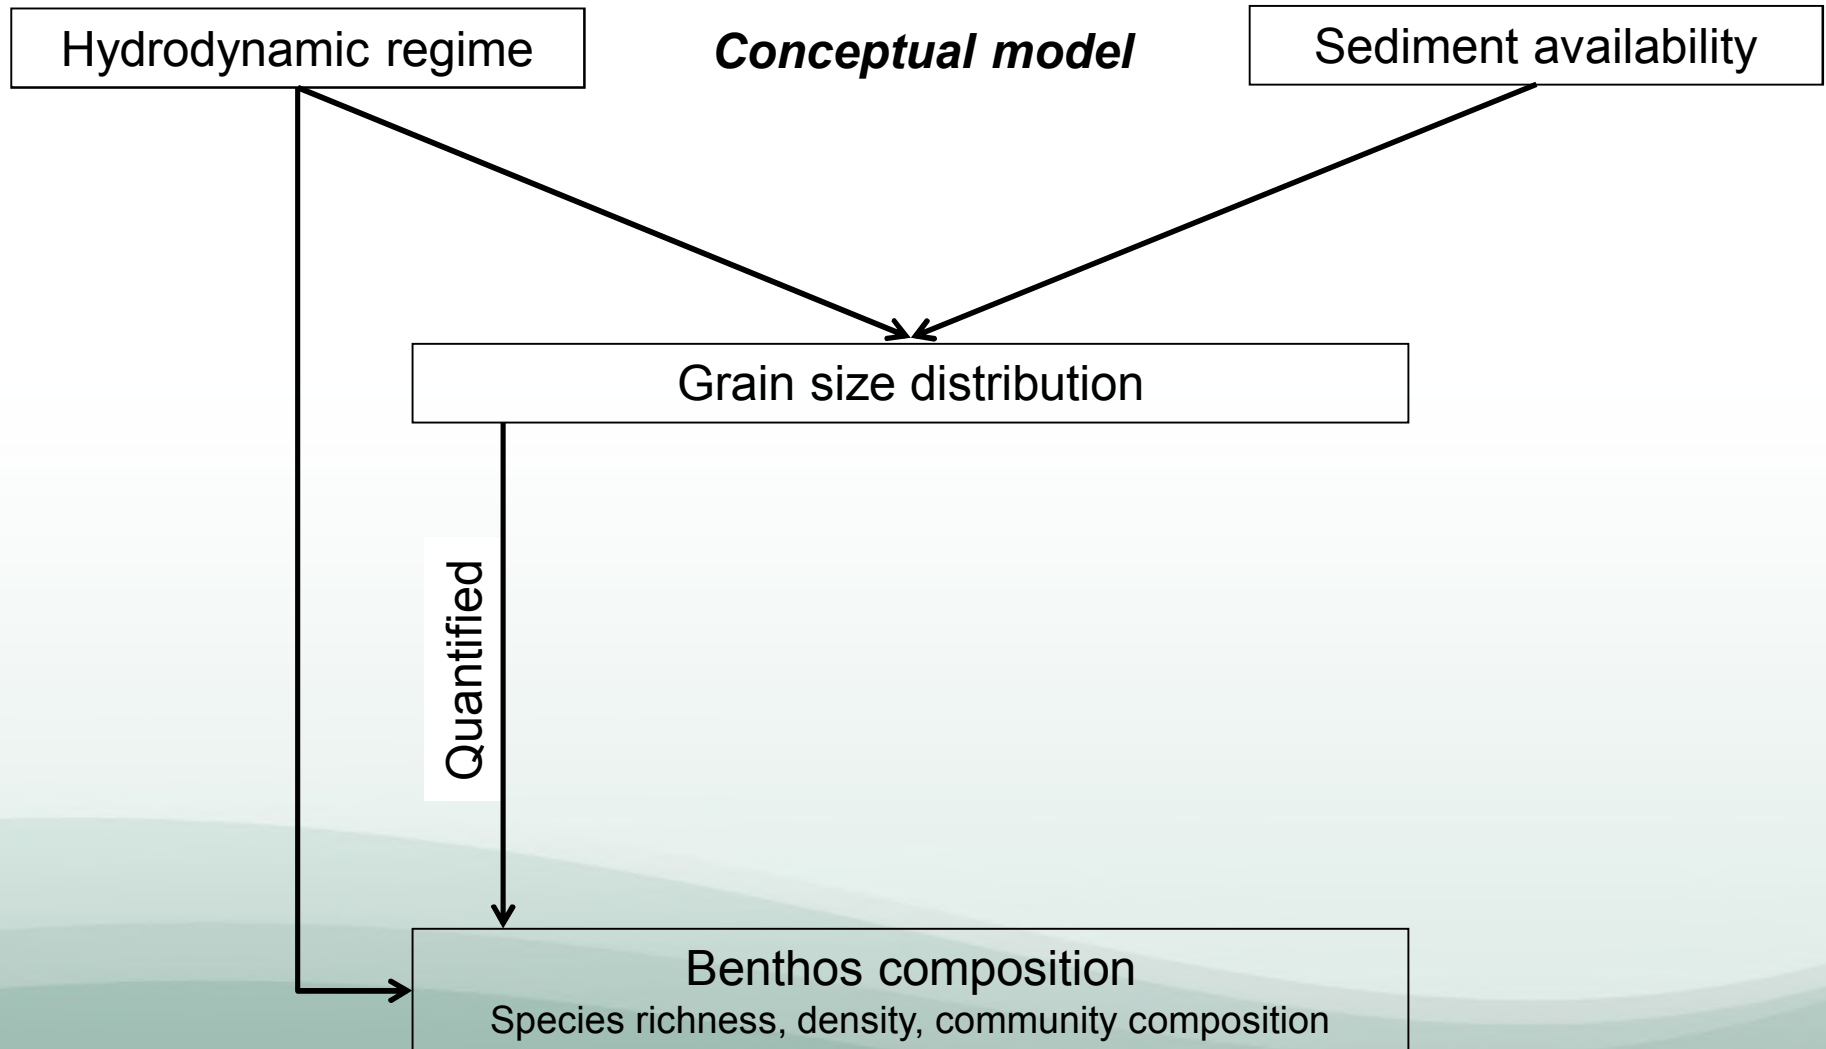 Hydrodynamic regime
Conceptual model
Sediment availability
Grain size distribution
Quantified
Benthos composition
Species richness, density, community composition